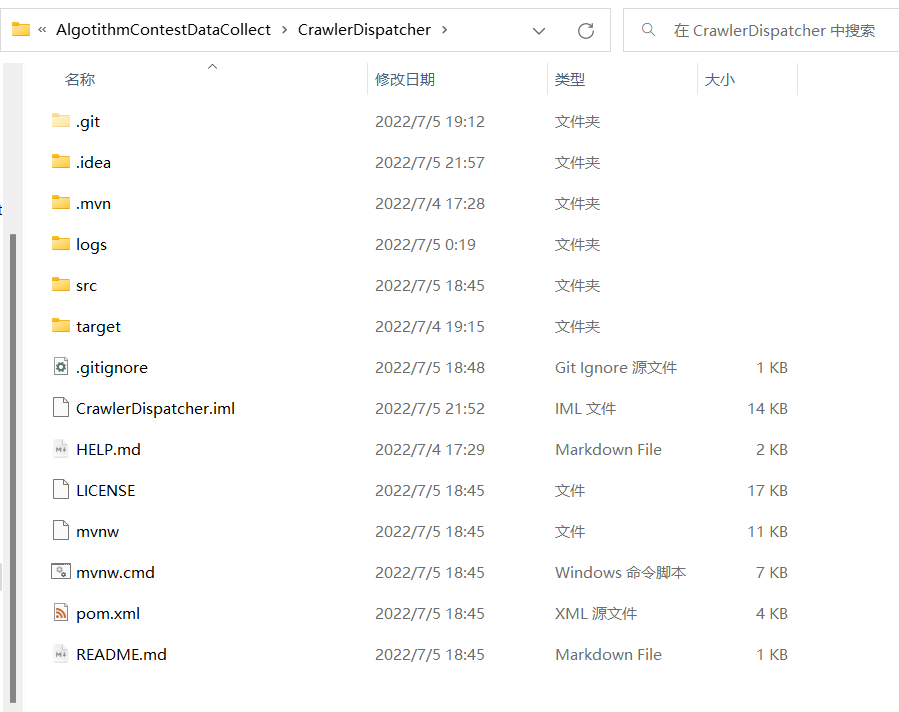 « AlgotithmContestDataCollect › CrawlerDispatcher › 在 CrawlerDispatcher 中搜索
名称 修改日期 类型 大小
.git 2022/7/5 19:12 文件夹
.idea 2022/7/5 21:57 文件夹
.mvn 2022/7/4 17:28 文件夹
logs 2022/7/5 0:19 文件夹
src 2022/7/5 18:45 文件夹
target 2022/7/4 19:15 文件夹
.gitignore 2022/7/5 18:48 Git Ignore 源文件 1 KB
CrawlerDispatcher.iml 2022/7/5 21:52 IML 文件 14 KB
HELP.md 2022/7/4 17:29 Markdown File 2 KB
LICENSE 2022/7/5 18:45 文件 17 KB
mvnw 2022/7/5 18:45 文件 11 KB
mvnw.cmd 2022/7/5 18:45 Windows 命令脚本 7 KB
pom.xml 2022/7/5 18:45 XML 源文件 4 KB
README.md 2022/7/5 18:45 Markdown File 1 KB